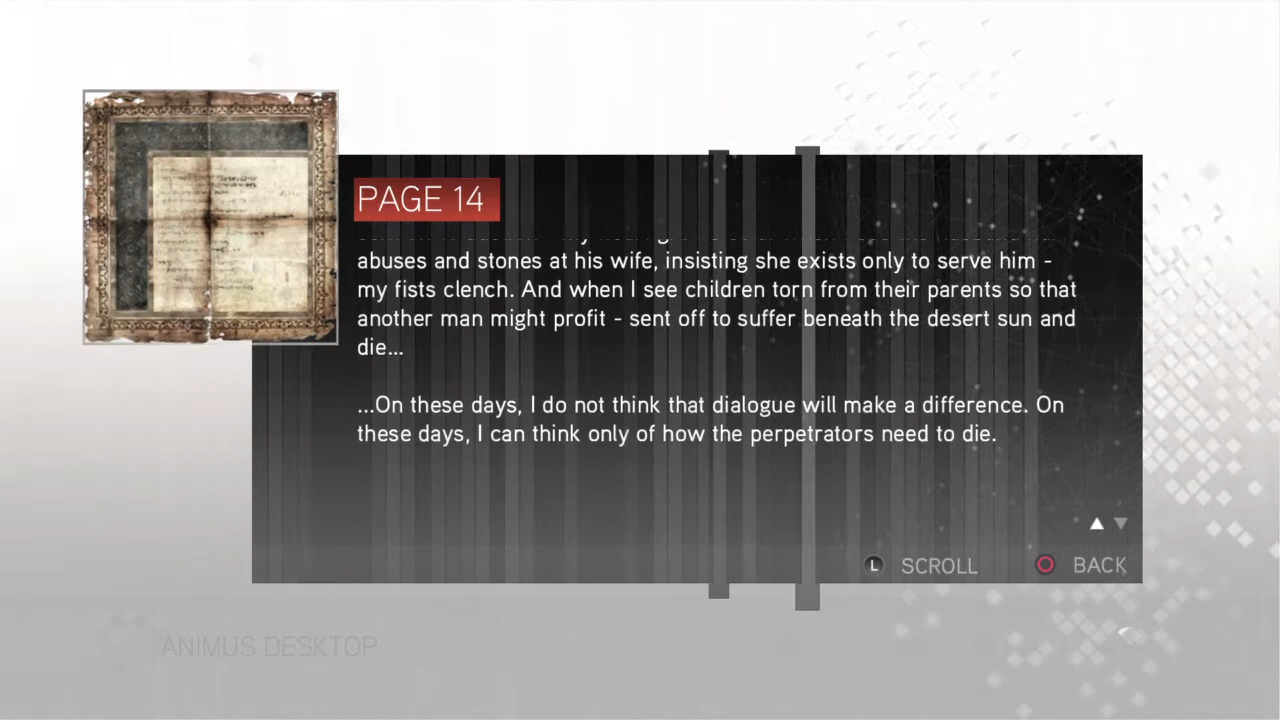 PAGE 14
abuses and stones at his wife, insisting she exists only to serve him -
my fists clench. And when I see children torn from their parents so that
another man might profit - sent off to suffer beneath the desert sun and
die...
...On these days, I do not think that dialogue will make a difference. On
these days, I can think only of how the perpetrators need to die.
L SCROLL BACK
ANIMUS DESKTOP